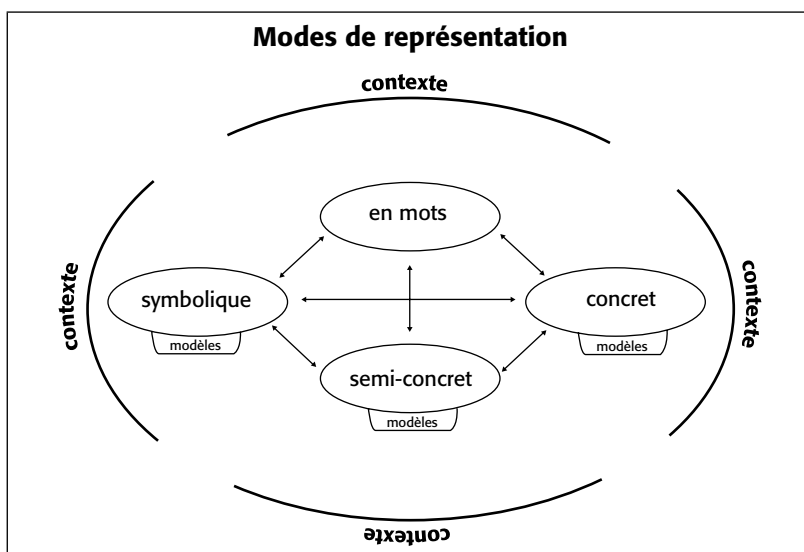 Modes de représentation
contexte
en mots
contexte
symbolique
modèles
concret
modèles
contexte
semi-concret
modèles
contexte